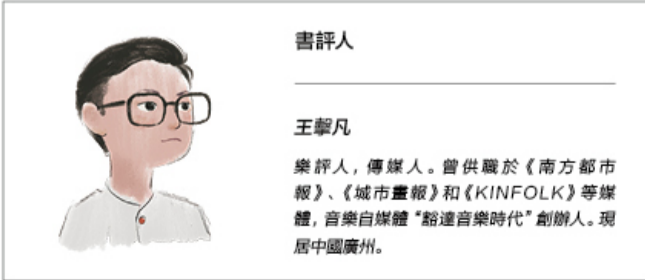 書評人
王擊凡
樂評人，傳媒人。曾供職於《南方都市
報》、《城市畫報》和《KINFOLK》等媒
體，音樂自媒體“豁達音樂時代”創辦人。現
居中國廣州。